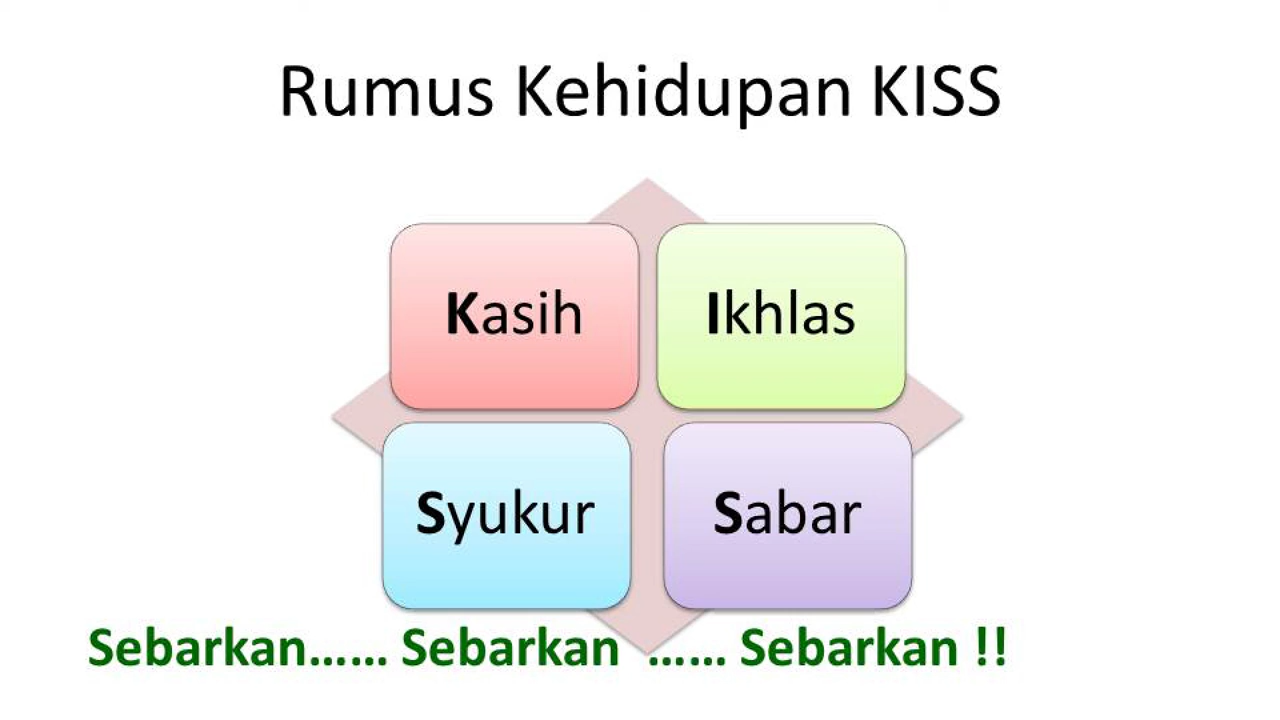 Rumus Kehidupan KISS
Kasih
Ikhlas
Syukur
Sabar
Sebarkan…… Sebarkan …… Sebarkan !!